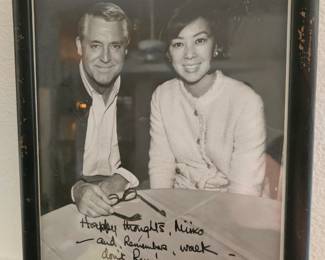 Happy thoughts, Miiko
— and, Remember, walk —
don't Run!